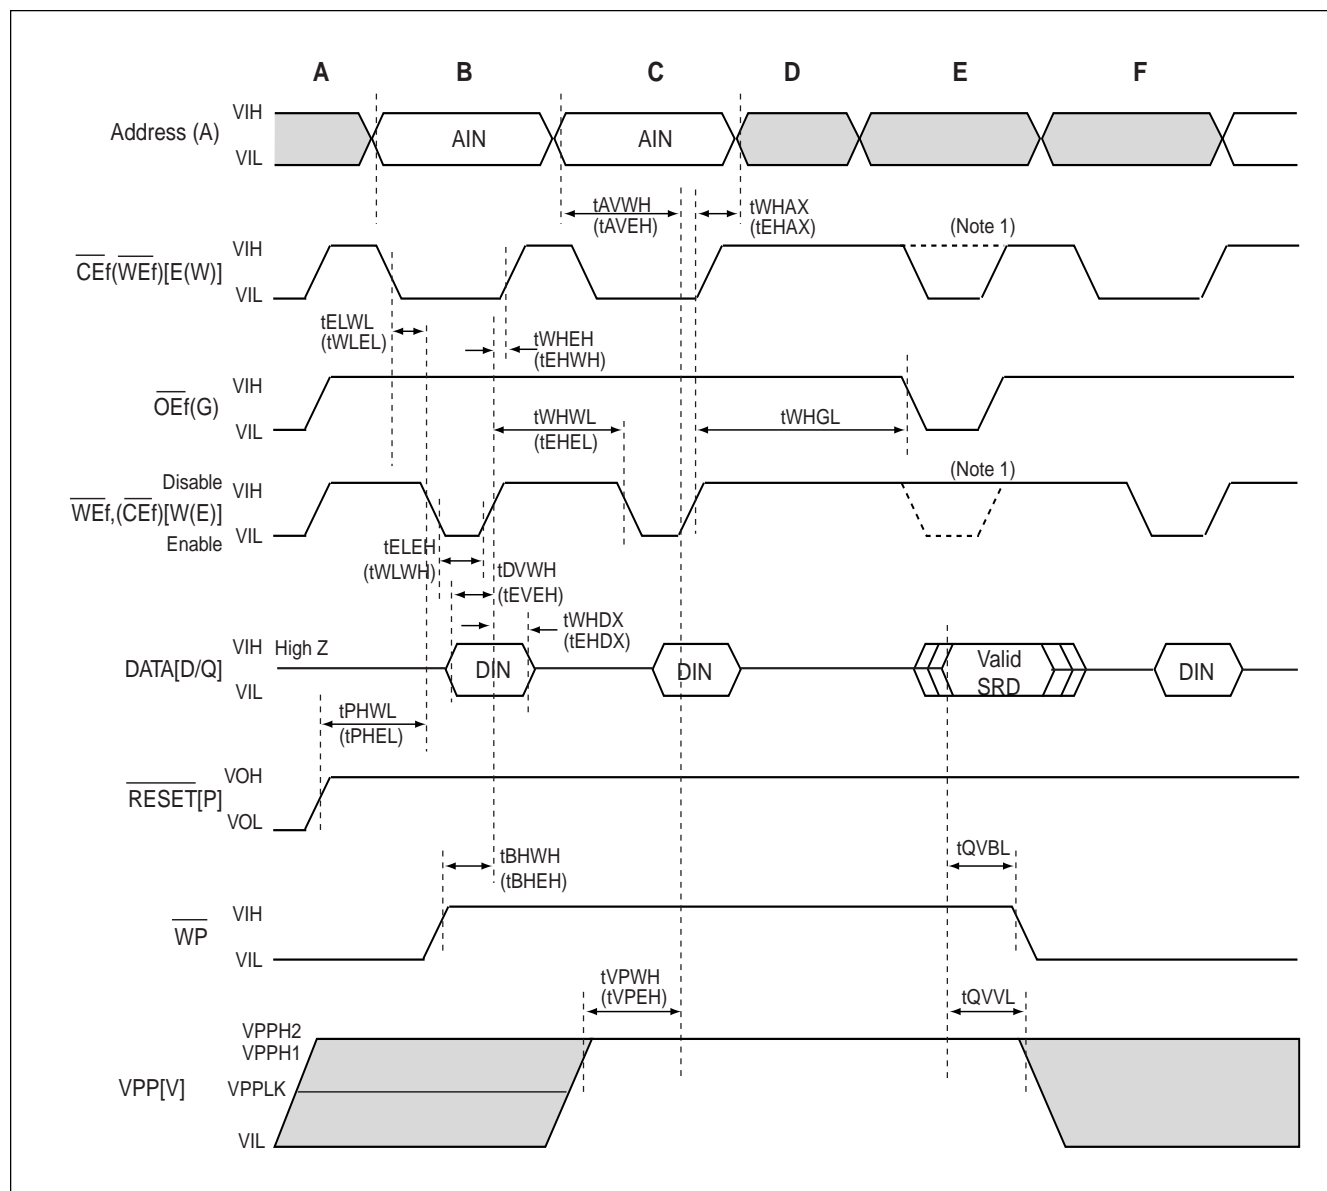 A B C D E F
Address (A)
VIH
VIL
AIN
AIN
tAVWH
(tAVEH)
tWHAX
(tEHAX)
CEf(WEf)[E(W)]
VIH
VIL
(Note 1)
tELWL
(tWLEL)
tWHEH
(tEHWH)
OEf(G)
VIH
VIL
tWHWL
(tEHEL)
tWHGL
Disable
WEf,(CEf)[W(E)]
Enable
VIH
VIL
(Note 1)
tELEH
(tWLWH)
tDVWH
(tEVEH)
tWHDX
(tEHDX)
DATA[D/Q]
VIH
High Z
VIL
DIN
DIN
Valid
SRD
DIN
tPHWL
(tPHEL)
RESET[P]
VOH
VOL
tBHWH
(tBHEH)
tQVBL
WP
VIH
VIL
tVPWH
(tVPEH)
tQVVL
VPP[V]
VPPH2
VPPH1
VPPLK
VIL